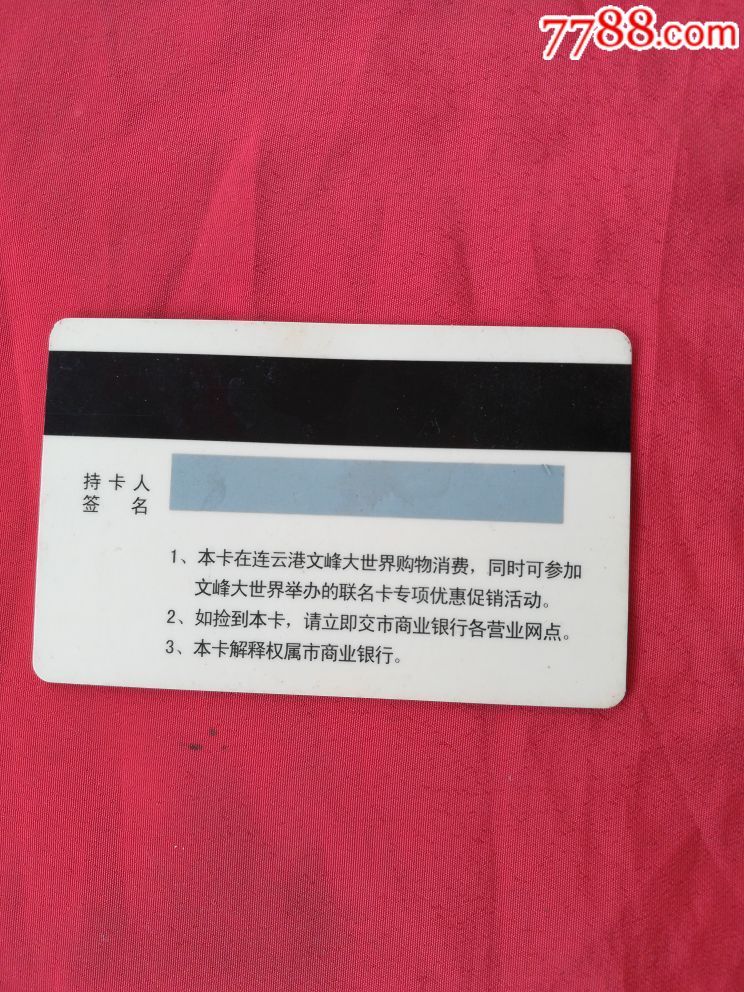 7788.com
持卡人
签 名
1、本卡在连云港文峰大世界购物消费，同时可参加
文峰大世界举办的联名卡专项优惠促销活动。
2、如捡到本卡，请立即交市商业银行各营业网点。
3、本卡解释权属市商业银行。